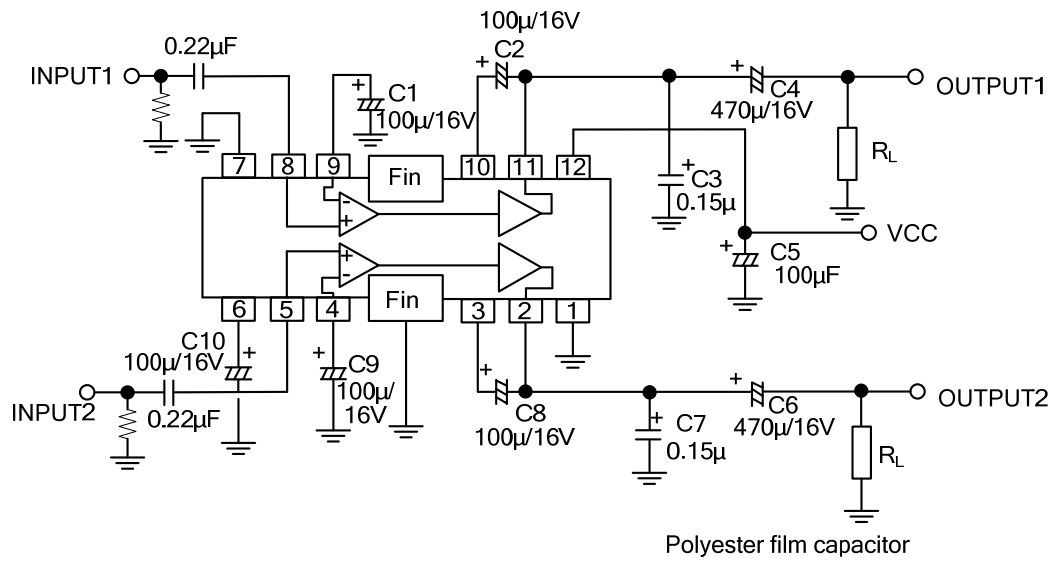 100µ/16V
0.22µF
C2
INPUT1
C1
100µ/16V
C4
470µ/16V
OUTPUT1
7
8
9
Fin
10
11
12
C3
0.15µ
RL
VCC
C5
100µF
6
5
4
Fin
3
2
1
C10
100µ/16V
C9
100µ/
16V
INPUT2
0.22µF
C8
100µ/16V
C7
0.15µ
C6
470µ/16V
OUTPUT2
RL
Polyester film capacitor